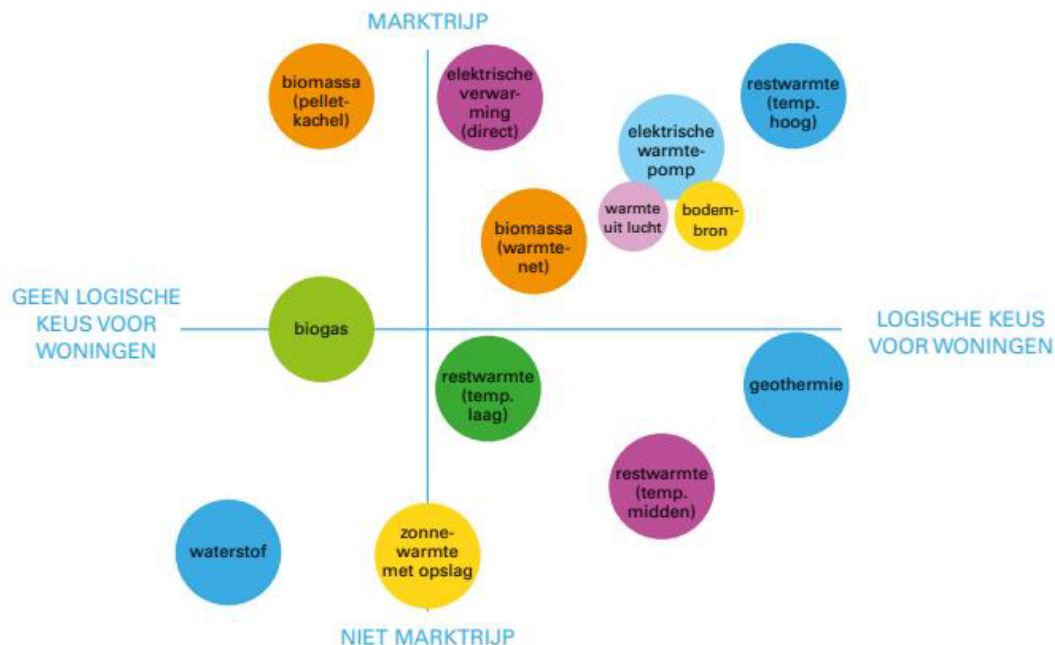 MARKTRIJP
biomassa
(pellet-
kachel)
elektrische
verwar-
ming
(direct)
restwarmte
(temp.
hoog)
elektrische
warmte-
pomp
warmte
uit lucht
bodem-
bron
biomassa
(warmte-
net)
GEEN LOGISCHE
KEUS VOOR
WONINGEN
biogas
LOGISCHE KEUS
VOOR WONINGEN
restwarmte
(temp.
laag)
geothermie
restwarmte
(temp.
midden)
waterstof
zonne-
warmte
met opslag
NIET MARKTRIJP